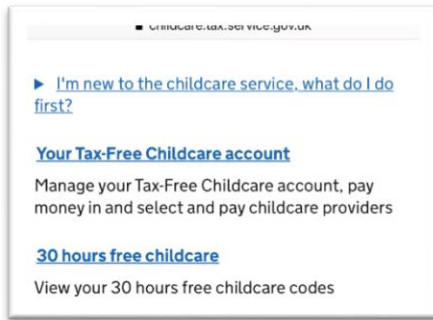 childcare.tax.service.gov.uk
I'm new to the childcare service, what do I do
first?
Your Tax-Free Childcare account
Manage your Tax-Free Childcare account, pay
money in and select and pay childcare providers
30 hours free childcare
View your 30 hours free childcare codes